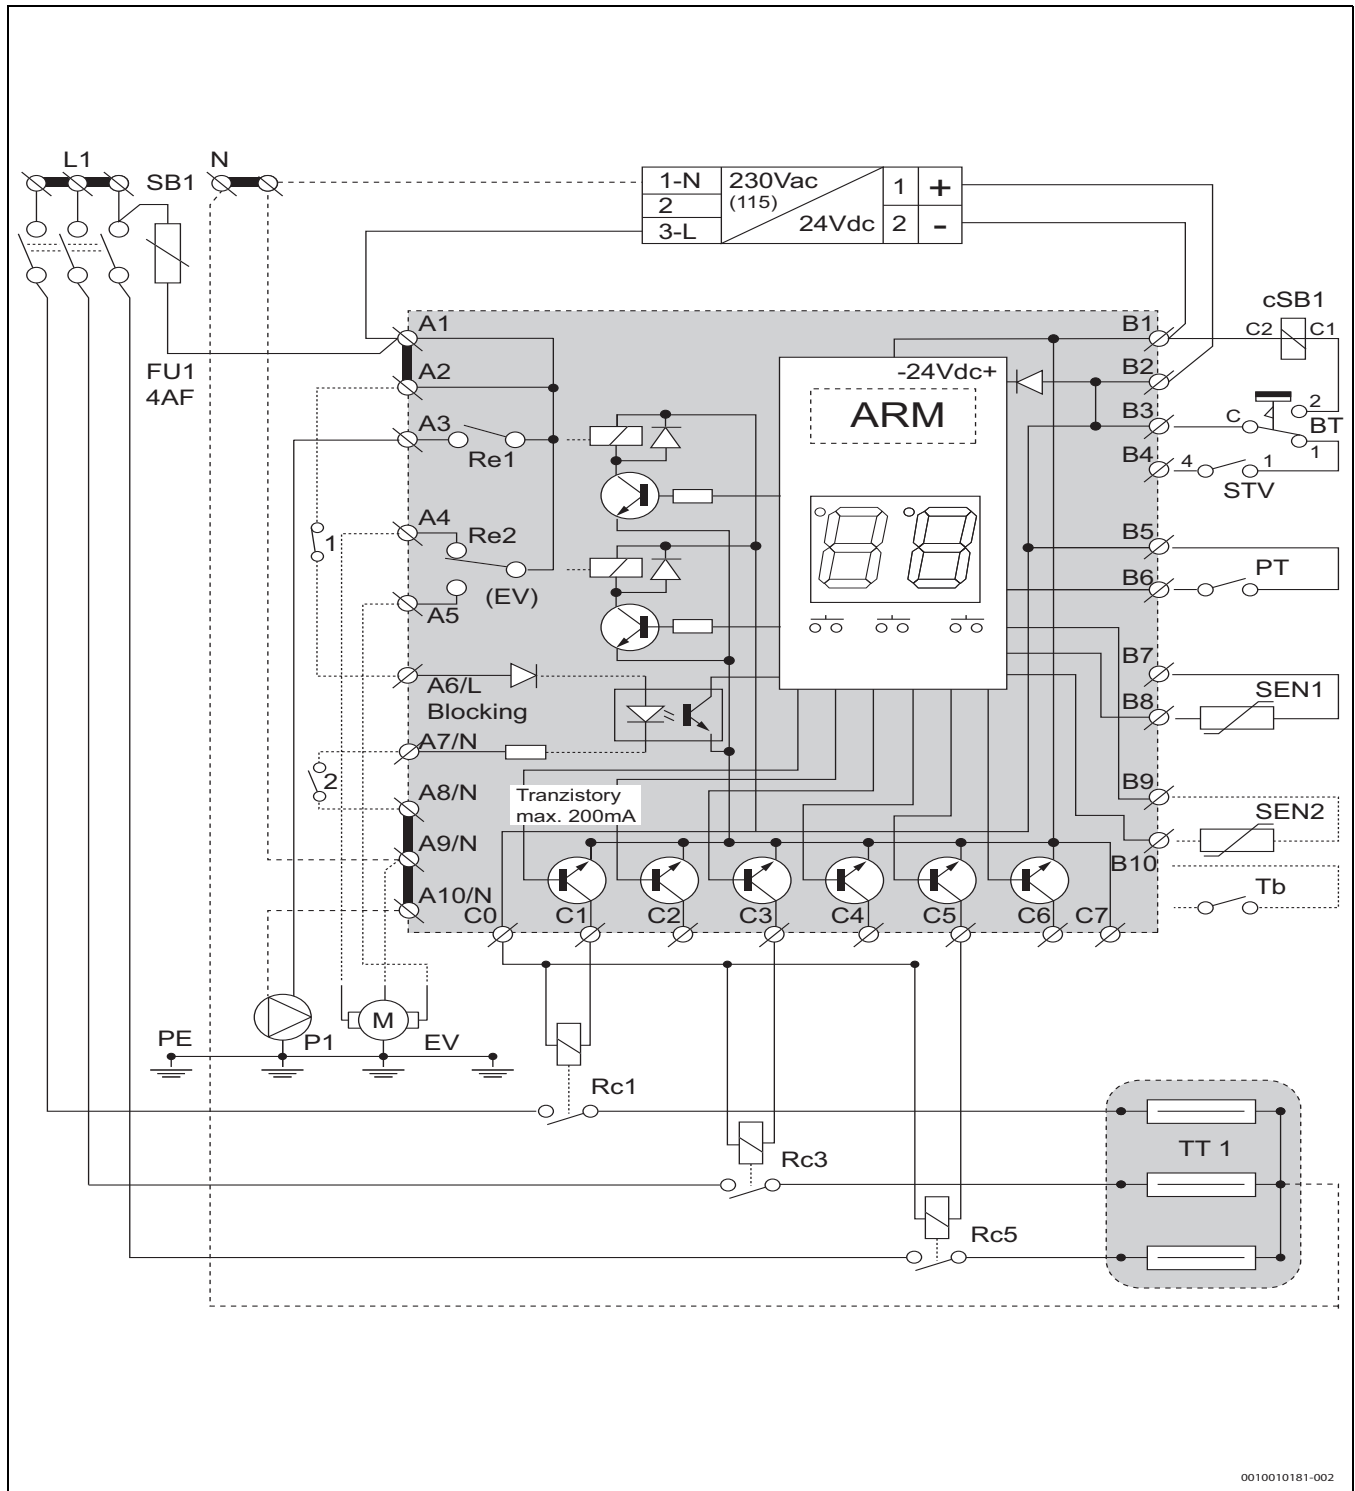 L1
N
SB1
1-N
230Vac
1
+
2
(115)
3-L
24Vdc
2
-
FU1
4AF
A1
A2
A3
Re1
A4
Re2
(EV)
A5
A6/L
Blocking
A7/N
A8/N
A9/N
A10/N
1
2
-24Vdc+
ARM
88
Tranzistory
max. 200mA
B1
B2
B3
B4
B5
B6
B7
B8
B9
B10
cSB1
C2
C1
2
C
BT
1
4
1
STV
PT
SEN1
SEN2
Tb
C0
C1
C2
C3
C4
C5
C6
C7
PE
P1
M
EV
Rc1
Rc3
Rc5
TT 1
0010010181-002